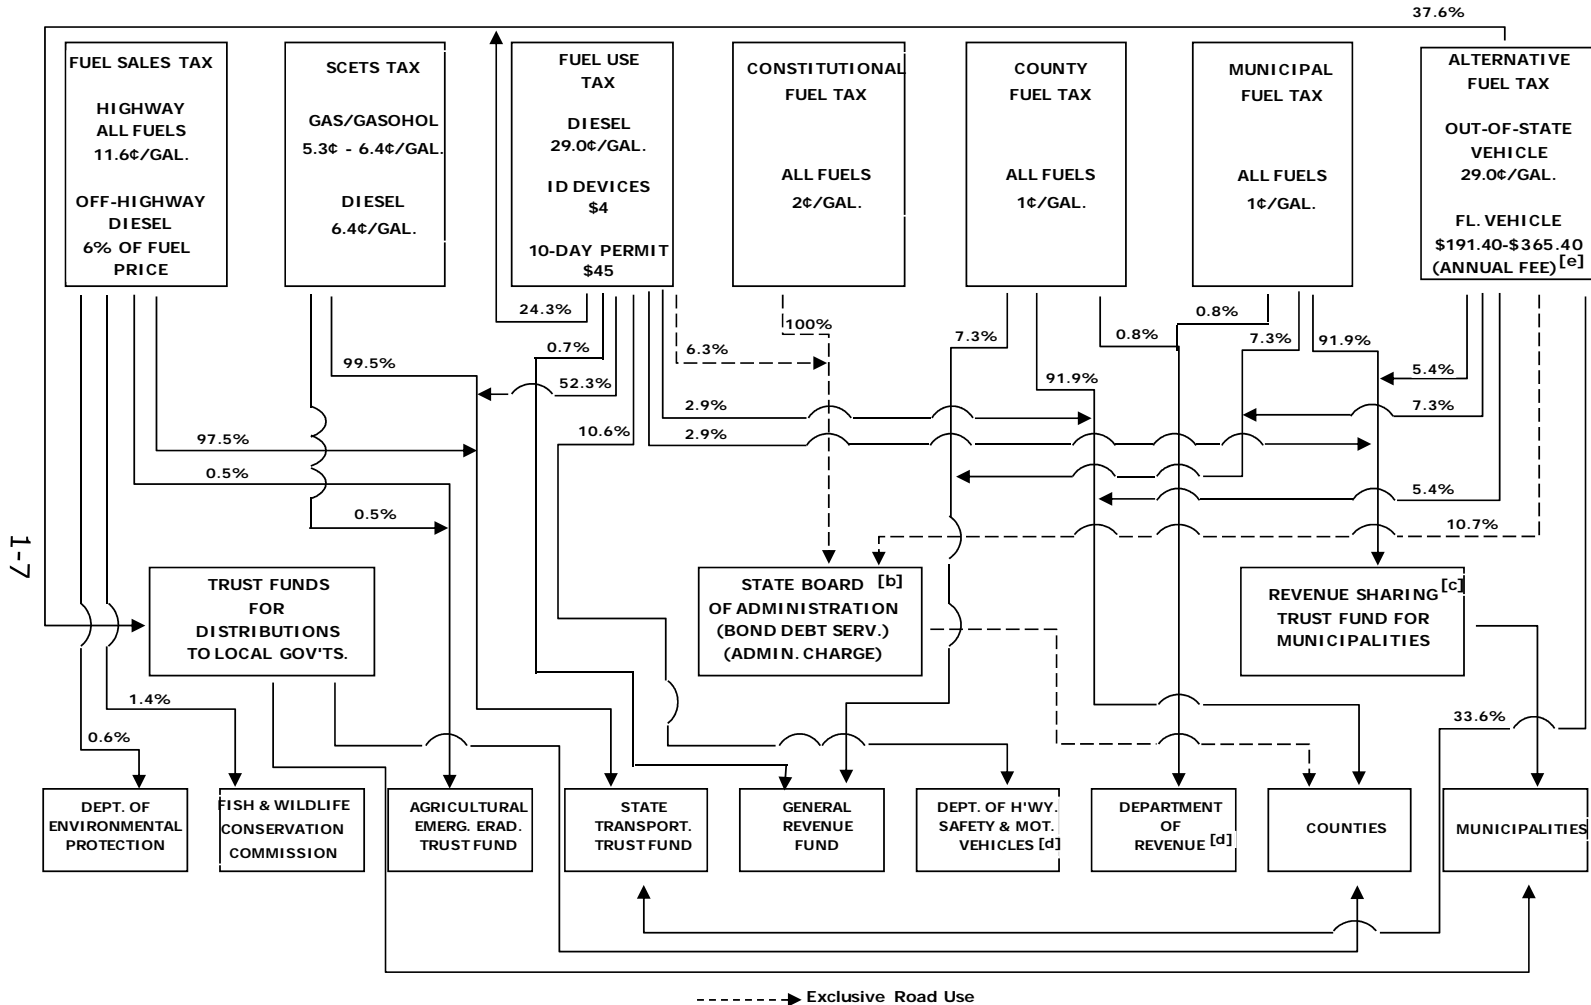 37.6%
FUEL SALES TAX
HIGHWAY
ALL FUELS
11.6¢/GAL.
OFF-HIGHWAY
DIESEL
6% OF FUEL
PRICE
SCETS TAX
GAS/GASOHOL
5.3¢ - 6.4¢/GAL.
DIESEL
6.4¢/GAL.
FUEL USE
TAX
DIESEL
29.0¢/GAL.
ID DEVICES
$4
10-DAY PERMIT
$45
CONSTITUTIONAL
FUEL TAX
ALL FUELS
2¢/GAL.
COUNTY
FUEL TAX
ALL FUELS
1¢/GAL.
MUNICIPAL
FUEL TAX
ALL FUELS
1¢/GAL.
ALTERNATIVE
FUEL TAX
OUT-OF-STATE
VEHICLE
29.0¢/GAL.
FL. VEHICLE
$191.40-$365.40
(ANNUAL FEE)[e]
24.3%
0.8%
100%
0.7%
6.3%
7.3%
0.8%
7.3%
91.9%
99.5%
52.3%
91.9%
5.4%
2.9%
7.3%
97.5%
10.6%
2.9%
0.5%
5.4%
0.5%
10.7%
1-7
TRUST FUNDS
FOR
DISTRIBUTIONS
TO LOCAL GOV'TS.
STATE BOARD [b]
OF ADMINISTRATION
(BOND DEBT SERV.)
(ADMIN. CHARGE)
REVENUE SHARING [c]
TRUST FUND FOR
MUNICIPALITIES
1.4%
33.6%
0.6%
DEPT. OF
ENVIRONMENTAL
PROTECTION
FISH & WILDLIFE
CONSERVATION
COMMISSION
AGRICULTURAL
EMERG. ERAD.
TRUST FUND
STATE
TRANSPORT.
TRUST FUND
GENERAL
REVENUE
FUND
DEPT. OF H'WY.
SAFETY & MOT.
VEHICLES [d]
DEPARTMENT
OF
REVENUE [d]
COUNTIES
MUNICIPALITIES
Exclusive Road Use